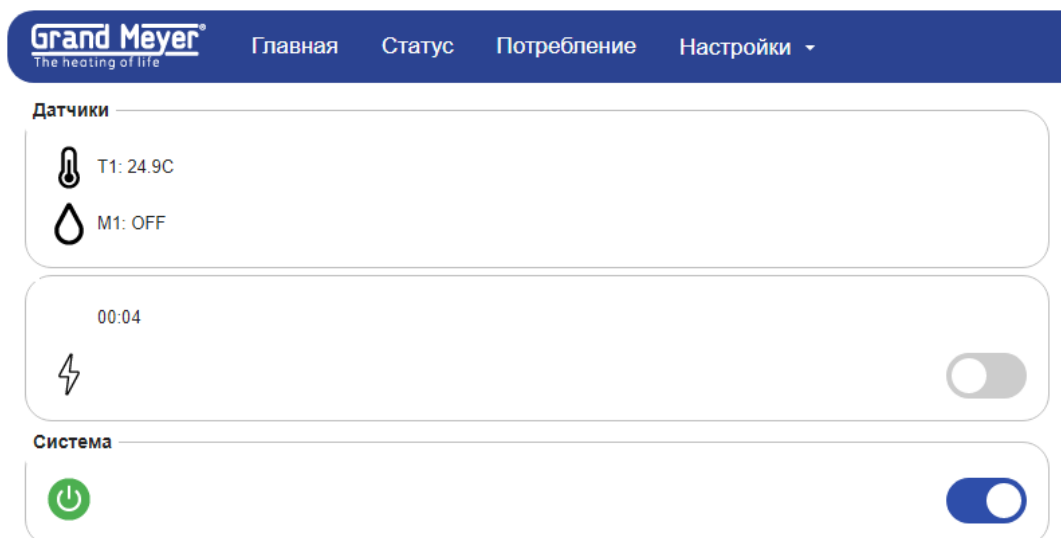 Grand Meyer®
The heating of life
Главная Статус Потребление Настройки
Датчики
T1: 24.9C
M1: OFF
00:04
Система